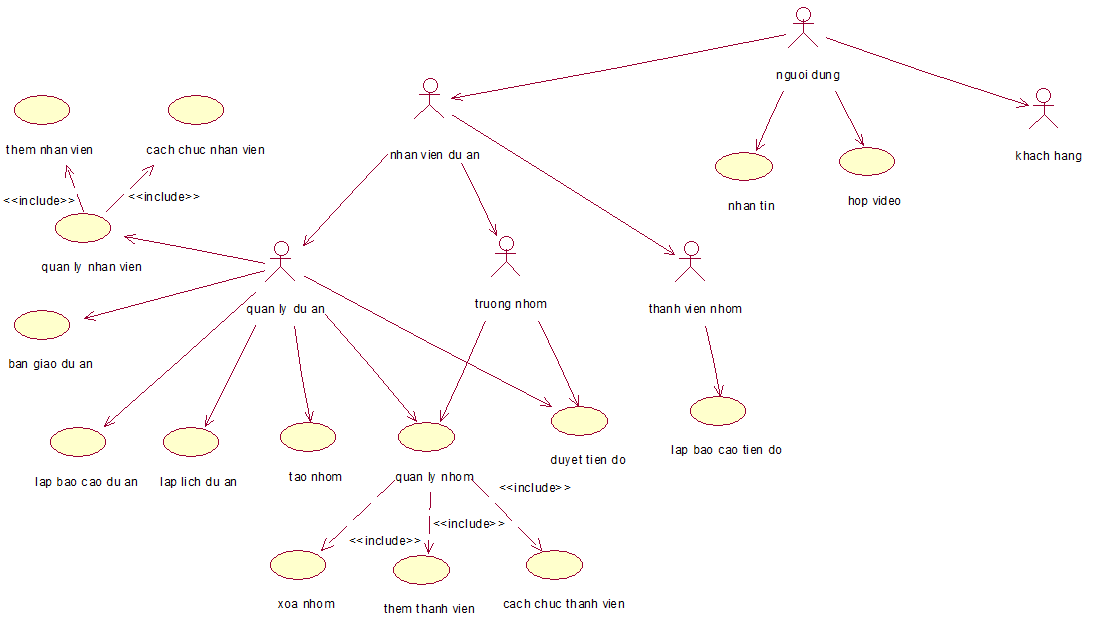 nguoi dung
nhan vien du an
khach hang
them nhan vien
cach chuc nhan vien
<<include>>
<<include>>
nhan tin
hop video
quan ly nhan vien
quan ly du an
truong nhom
thanh vien nhom
ban giao du an
lap bao cao du an
lap lich du an
tao nhom
quan ly nhom
duyet tien do
lap bao cao tien do
<<include>>
<<include>>
<<include>>
xoa nhom
them thanh vien
cach chuc thanh vien